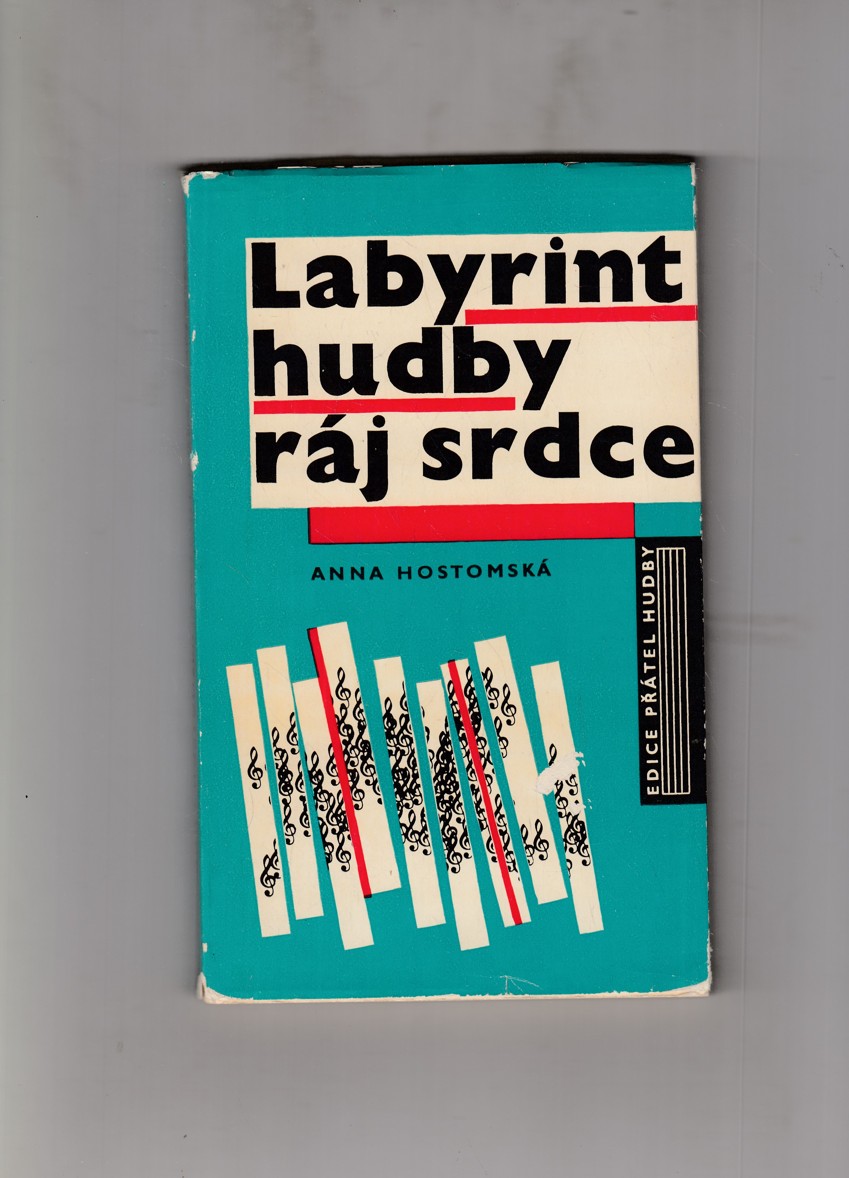 Labyrint
hudby
ráj srdce
ANNA HOSTOMSKÁ
EDICE PŘÁTEL HUDBY